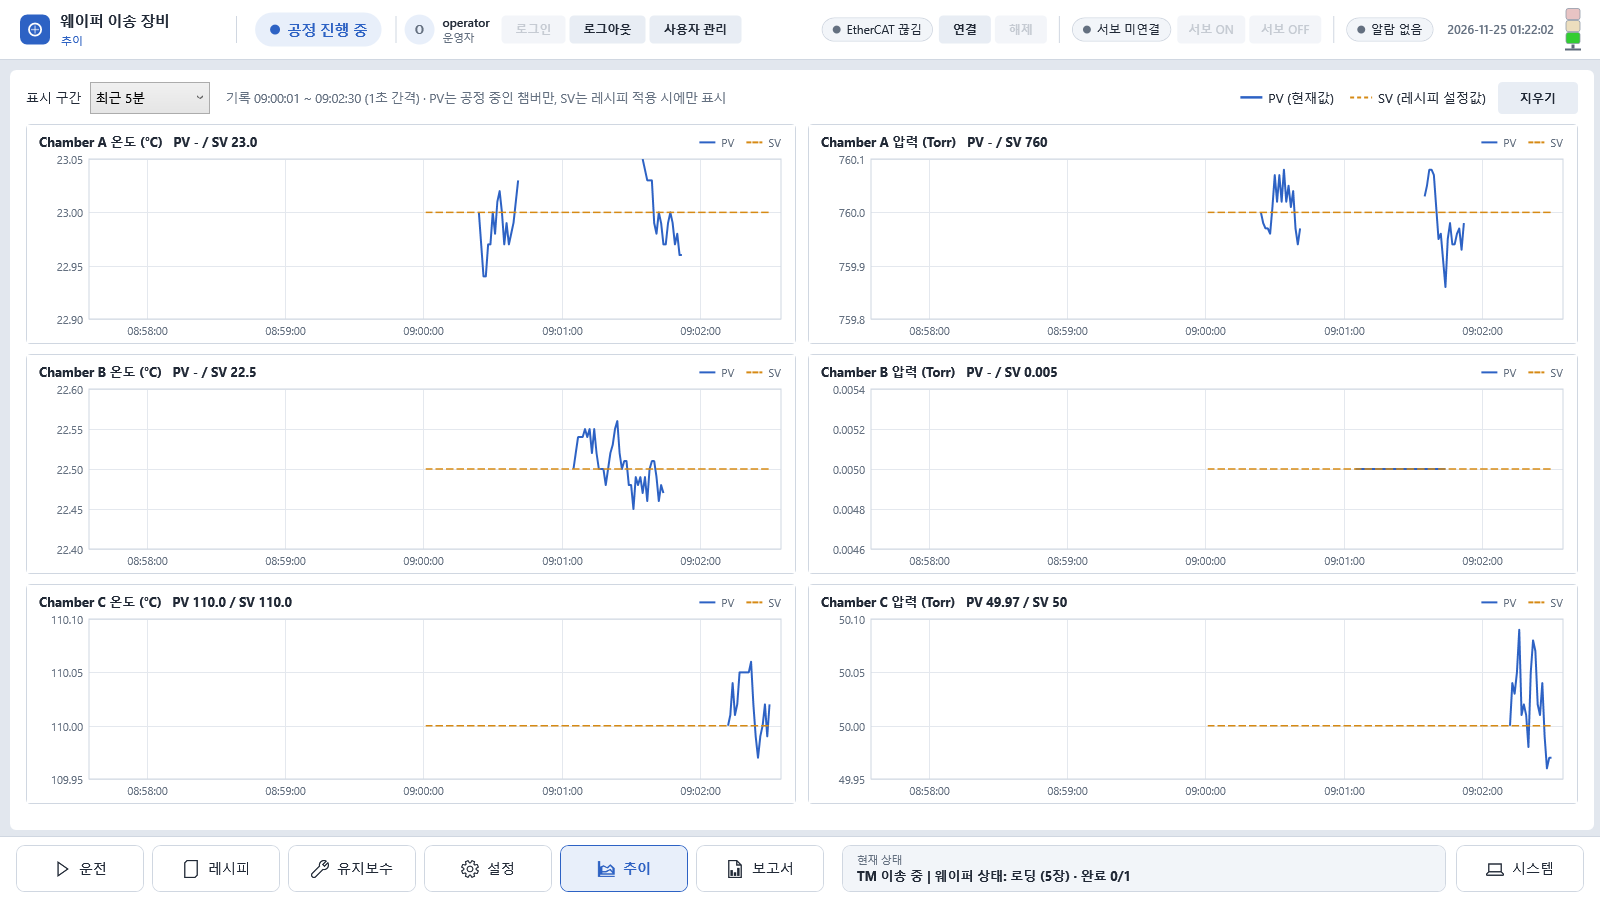 웨이퍼 이송 장비
추이
공정 진행 중
O
operator
운영자
로그인
로그아웃
사용자 관리
EtherCAT 끊김
연결
해제
서보 미연결
서보 ON
서보 OFF
알람 없음
2026-11-25 01:22:02
표시 구간
최근 5분
기록 09:00:01 ~ 09:02:30 (1초 간격) · PV는 공정 중인 챔버만, SV는 레시피 적용 시에만 표시
PV (현재값)
SV (레시피 설정값)
지우기
Chamber A 온도 (℃) PV - / SV 23.0
PV
SV
23.05
23.00
22.95
22.90
08:58:00
08:59:00
09:00:00
09:01:00
09:02:00
Chamber A 압력 (Torr) PV - / SV 760
PV
SV
760.1
760.0
759.9
759.8
08:58:00
08:59:00
09:00:00
09:01:00
09:02:00
Chamber B 온도 (℃) PV - / SV 22.5
PV
SV
22.60
22.55
22.50
22.45
22.40
08:58:00
08:59:00
09:00:00
09:01:00
09:02:00
Chamber B 압력 (Torr) PV - / SV 0.005
PV
SV
0.0054
0.0052
0.0050
0.0048
0.0046
08:58:00
08:59:00
09:00:00
09:01:00
09:02:00
Chamber C 온도 (℃) PV 110.0 / SV 110.0
PV
SV
110.10
110.05
110.00
109.95
08:58:00
08:59:00
09:00:00
09:01:00
09:02:00
Chamber C 압력 (Torr) PV 49.97 / SV 50
PV
SV
50.10
50.05
50.00
49.95
08:58:00
08:59:00
09:00:00
09:01:00
09:02:00
운전
레시피
유지보수
설정
추이
보고서
현재 상태
TM 이송 중 | 웨이퍼 상태: 로딩 (5장) · 완료 0/1
시스템